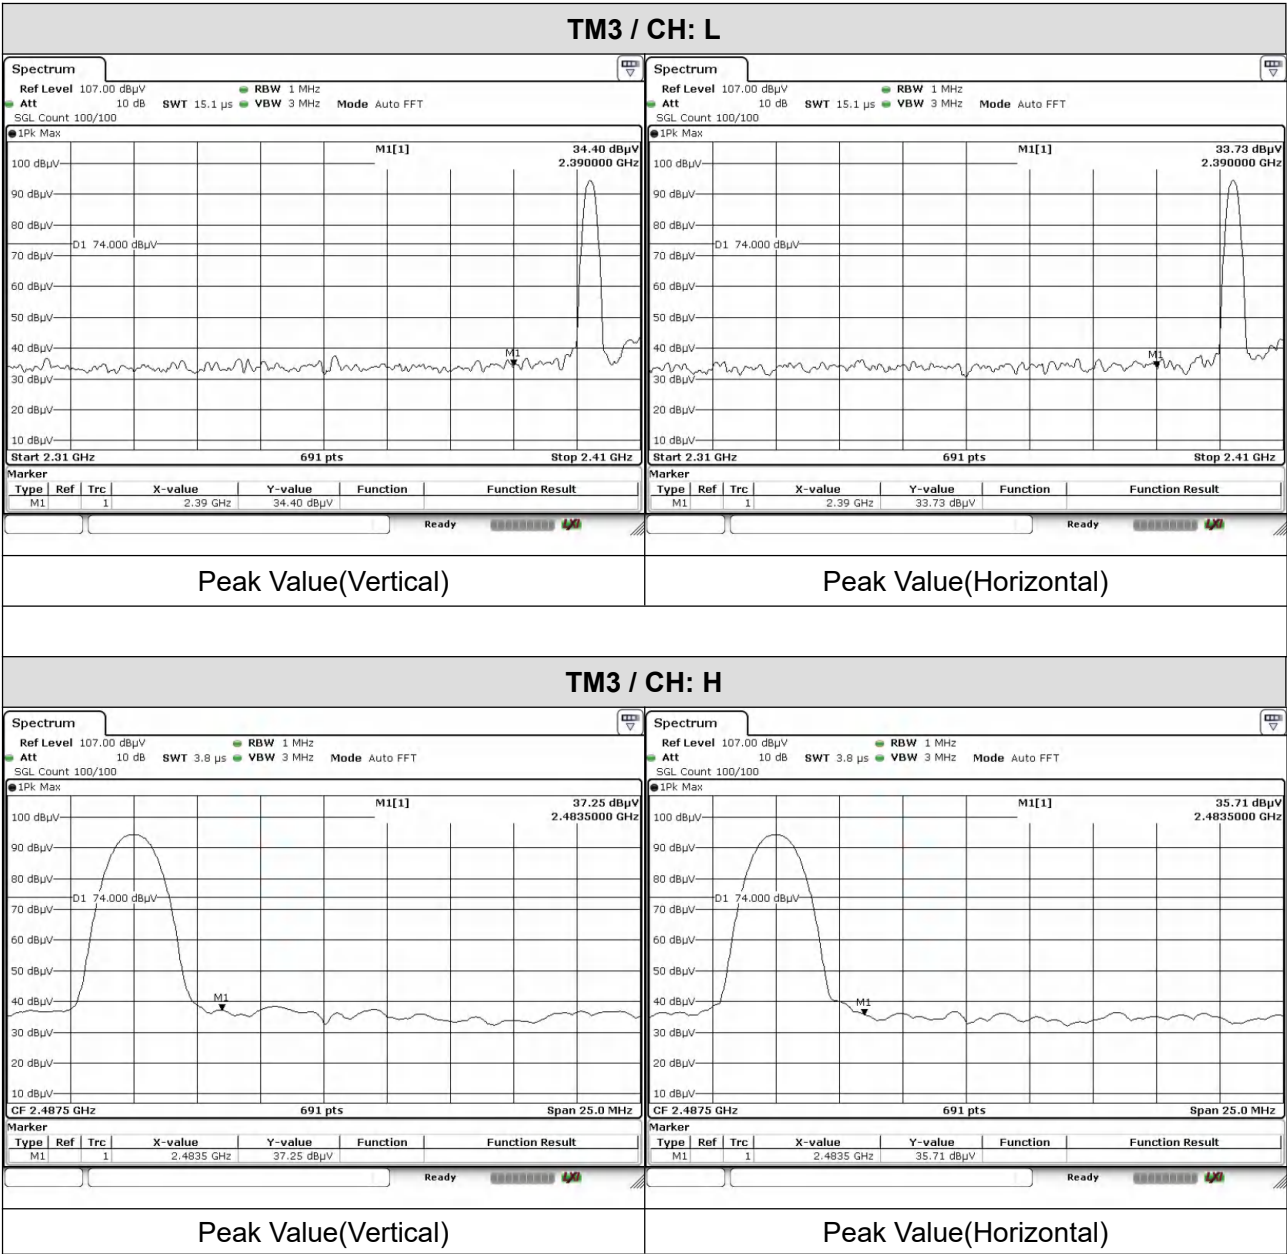 TM3 / CH: L
Spectrum
Ref Level 107.00 dBµV RBW 1 MHz
Att 10 dB SWT 15.1 µs VBW 3 MHz Mode Auto FFT
SGL Count 100/100
1Pk Max
M1[1] 34.40 dBµV
2.390000 GHz
100 dBµV
90 dBµV
80 dBµV
D1 74.000 dBµV
70 dBµV
60 dBµV
50 dBµV
40 dBµV
M1
30 dBµV
20 dBµV
10 dBµV
Start 2.31 GHz 691 pts Stop 2.41 GHz
Marker
Type Ref Trc X-value Y-value Function Function Result
M1 1 2.39 GHz 34.40 dBµV
Ready LXI
Peak Value(Vertical)
Spectrum
Ref Level 107.00 dBµV RBW 1 MHz
Att 10 dB SWT 15.1 µs VBW 3 MHz Mode Auto FFT
SGL Count 100/100
1Pk Max
M1[1] 33.73 dBµV
2.390000 GHz
100 dBµV
90 dBµV
80 dBµV
D1 74.000 dBµV
70 dBµV
60 dBµV
50 dBµV
40 dBµV
M1
30 dBµV
20 dBµV
10 dBµV
Start 2.31 GHz 691 pts Stop 2.41 GHz
Marker
Type Ref Trc X-value Y-value Function Function Result
M1 1 2.39 GHz 33.73 dBµV
Ready LXI
Peak Value(Horizontal)
TM3 / CH: H
Spectrum
Ref Level 107.00 dBµV RBW 1 MHz
Att 10 dB SWT 3.8 µs VBW 3 MHz Mode Auto FFT
SGL Count 100/100
1Pk Max
M1[1] 37.25 dBµV
2.4835000 GHz
100 dBµV
90 dBµV
80 dBµV
D1 74.000 dBµV
70 dBµV
60 dBµV
50 dBµV
40 dBµV
M1
30 dBµV
20 dBµV
10 dBµV
CF 2.4875 GHz 691 pts Span 25.0 MHz
Marker
Type Ref Trc X-value Y-value Function Function Result
M1 1 2.4835 GHz 37.25 dBµV
Ready LXI
Peak Value(Vertical)
Spectrum
Ref Level 107.00 dBµV RBW 1 MHz
Att 10 dB SWT 3.8 µs VBW 3 MHz Mode Auto FFT
SGL Count 100/100
1Pk Max
M1[1] 35.71 dBµV
2.4835000 GHz
100 dBµV
90 dBµV
80 dBµV
D1 74.000 dBµV
70 dBµV
60 dBµV
50 dBµV
40 dBµV
M1
30 dBµV
20 dBµV
10 dBµV
CF 2.4875 GHz 691 pts Span 25.0 MHz
Marker
Type Ref Trc X-value Y-value Function Function Result
M1 1 2.4835 GHz 35.71 dBµV
Ready LXI
Peak Value(Horizontal)